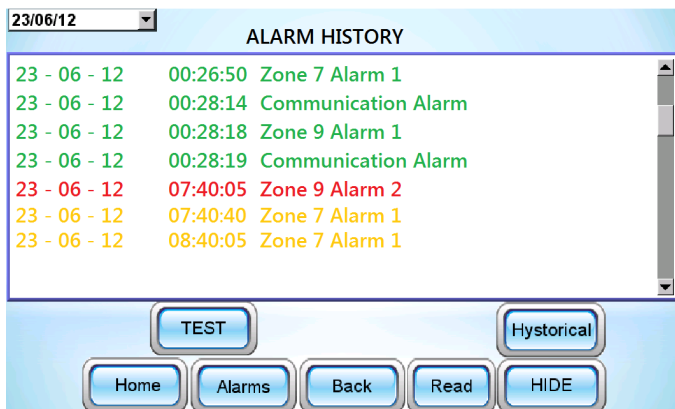 23/06/12
ALARM HISTORY
23 - 06 - 12 00:26:50 Zone 7 Alarm 1
23 - 06 - 12 00:28:14 Communication Alarm
23 - 06 - 12 00:28:18 Zone 9 Alarm 1
23 - 06 - 12 00:28:19 Communication Alarm
23 - 06 - 12 07:40:05 Zone 9 Alarm 2
23 - 06 - 12 07:40:40 Zone 7 Alarm 1
23 - 06 - 12 08:40:05 Zone 7 Alarm 1
TEST Hystorical
Home Alarms Back Read HIDE